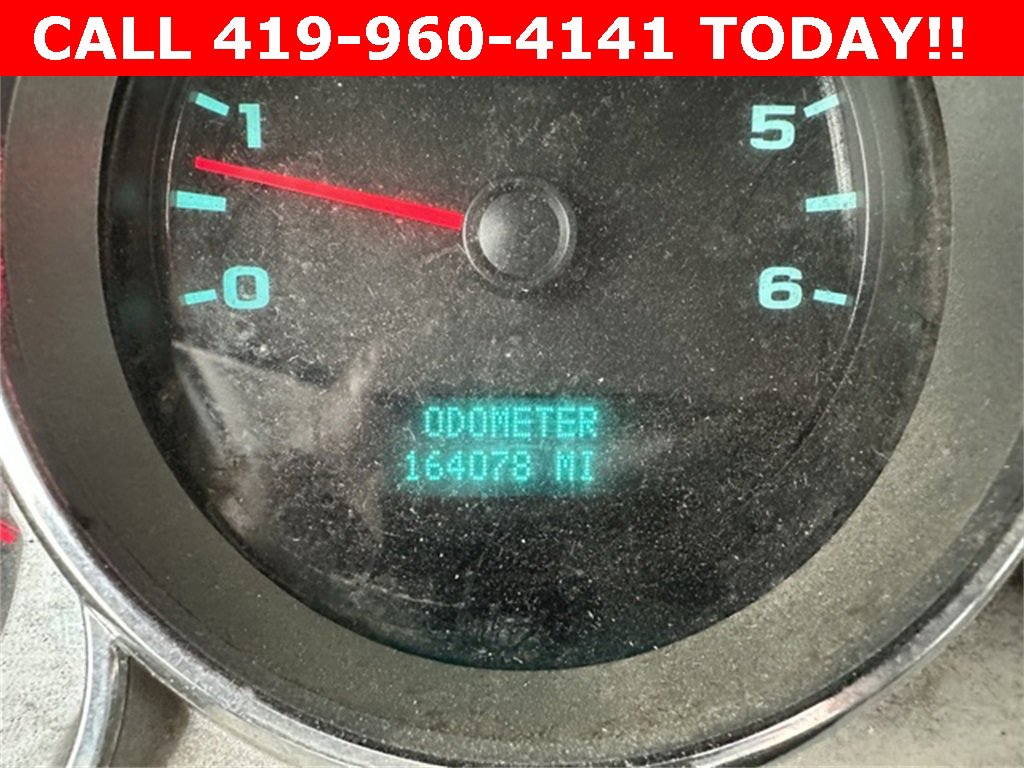 CALL 419-960-4141 TODAY!!
1 5
0 6
ODOMETER
164078 MI